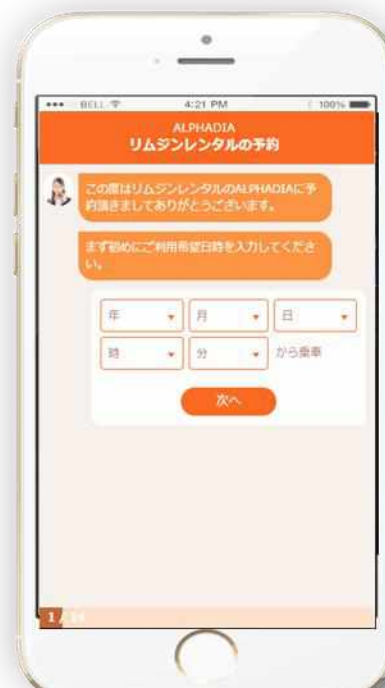 BELL 4:21 PM 100%
ALPHADIA
リムジンレンタルの予約
この度はリムジンレンタルのALPHADIAに予
約頂きましてありがとうございます。
まず初めにご利用希望日時を入力してくださ
い。
年 月 日
時 分 から乗車
次へ
1 / 14